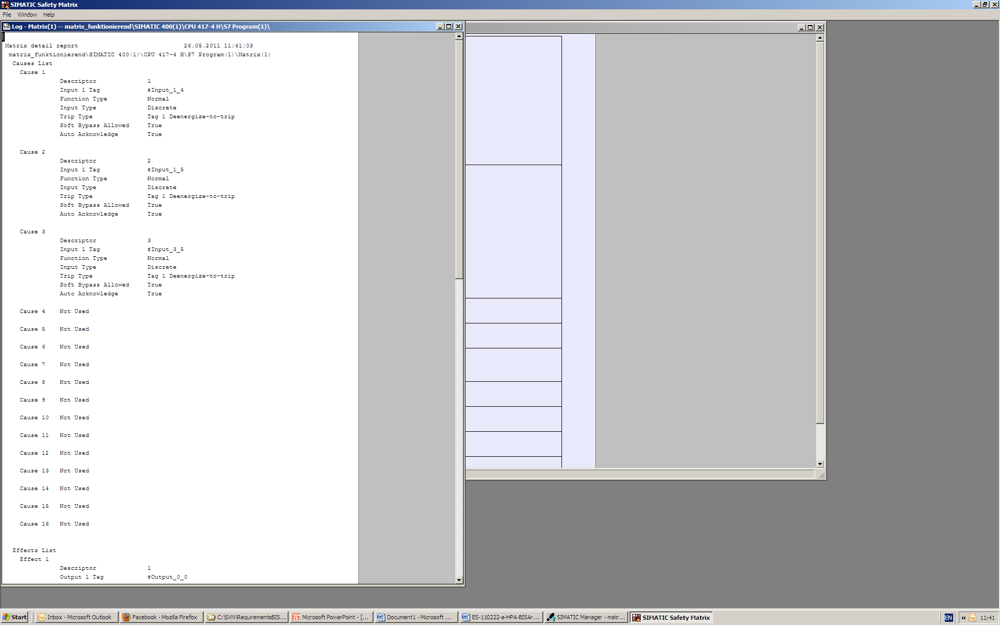 SIMATIC Safety Matrix
File Window Help
Log - Matrix(1) -- matrix_funktionierend\SIMATIC 400(1)\CPU 417-4 H\S7 Program(1)\
Matrix detail report 26.05.2011 11:41:03
matrix_funktionierend\SIMATIC 400(1)\CPU 417-4 H\S7 Program(1)\Matrix(1)
Causes List
Cause 1
Descriptor 1
Input 1 Tag #Input_1_4
Function Type Normal
Input Type Discrete
Trip Type Tag 1 Deenergize-to-trip
Soft Bypass Allowed True
Auto Acknowledge True
Cause 2
Descriptor 2
Input 1 Tag #Input_1_5
Function Type Normal
Input Type Discrete
Trip Type Tag 1 Deenergize-to-trip
Soft Bypass Allowed True
Auto Acknowledge True
Cause 3
Descriptor 3
Input 1 Tag #Input_3_5
Function Type Normal
Input Type Discrete
Trip Type Tag 1 Deenergize-to-trip
Soft Bypass Allowed True
Auto Acknowledge True
Cause 4 Not Used
Cause 5 Not Used
Cause 6 Not Used
Cause 7 Not Used
Cause 8 Not Used
Cause 9 Not Used
Cause 10 Not Used
Cause 11 Not Used
Cause 12 Not Used
Cause 13 Not Used
Cause 14 Not Used
Cause 15 Not Used
Cause 16 Not Used
Effects List
Effect 1
Descriptor 1
Output 1 Tag #Output_0_0
Start Inbox - Microsoft Outlook Facebook - Mozilla Firefox C:\SVN\RequirementsBIS... Microsoft PowerPoint - [... Document1 - Microsoft ... ES-110222-a-HPA-BISAr... SIMATIC Manager - matr... SIMATIC Safety Matrix EN « 11:41